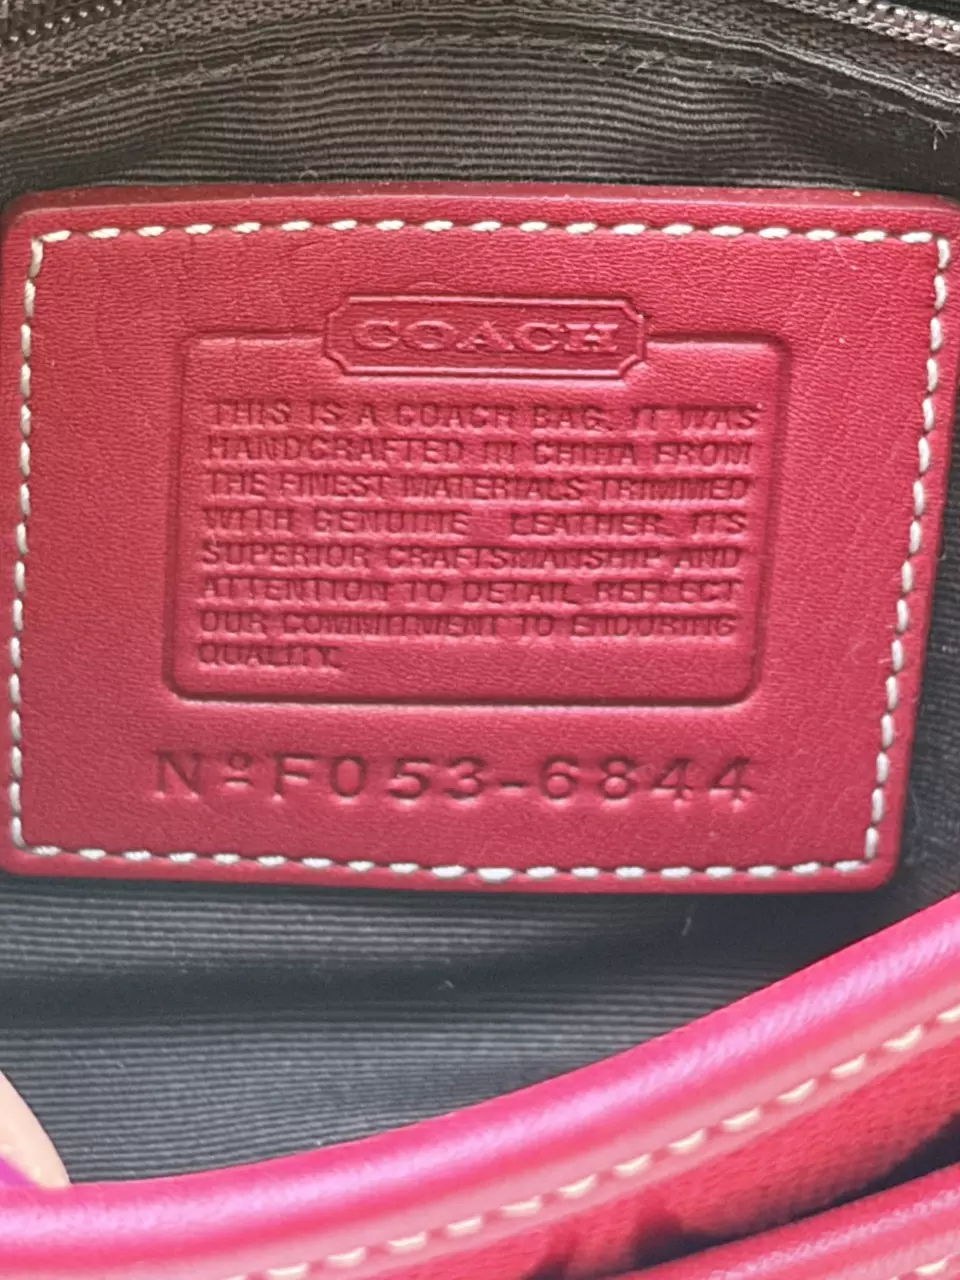 COACH
THIS IS A COACH BAG. IT WAS
HANDCRAFTED IN CHINA FROM
THE FINEST MATERIALS TRIMMED
WITH GENUINE LEATHER. ITS
SUPERIOR CRAFTSMANSHIP AND
ATTENTION TO DETAIL REFLECT
OUR COMMITMENT TO ENDURING
QUALITY.
Nº F053-6844